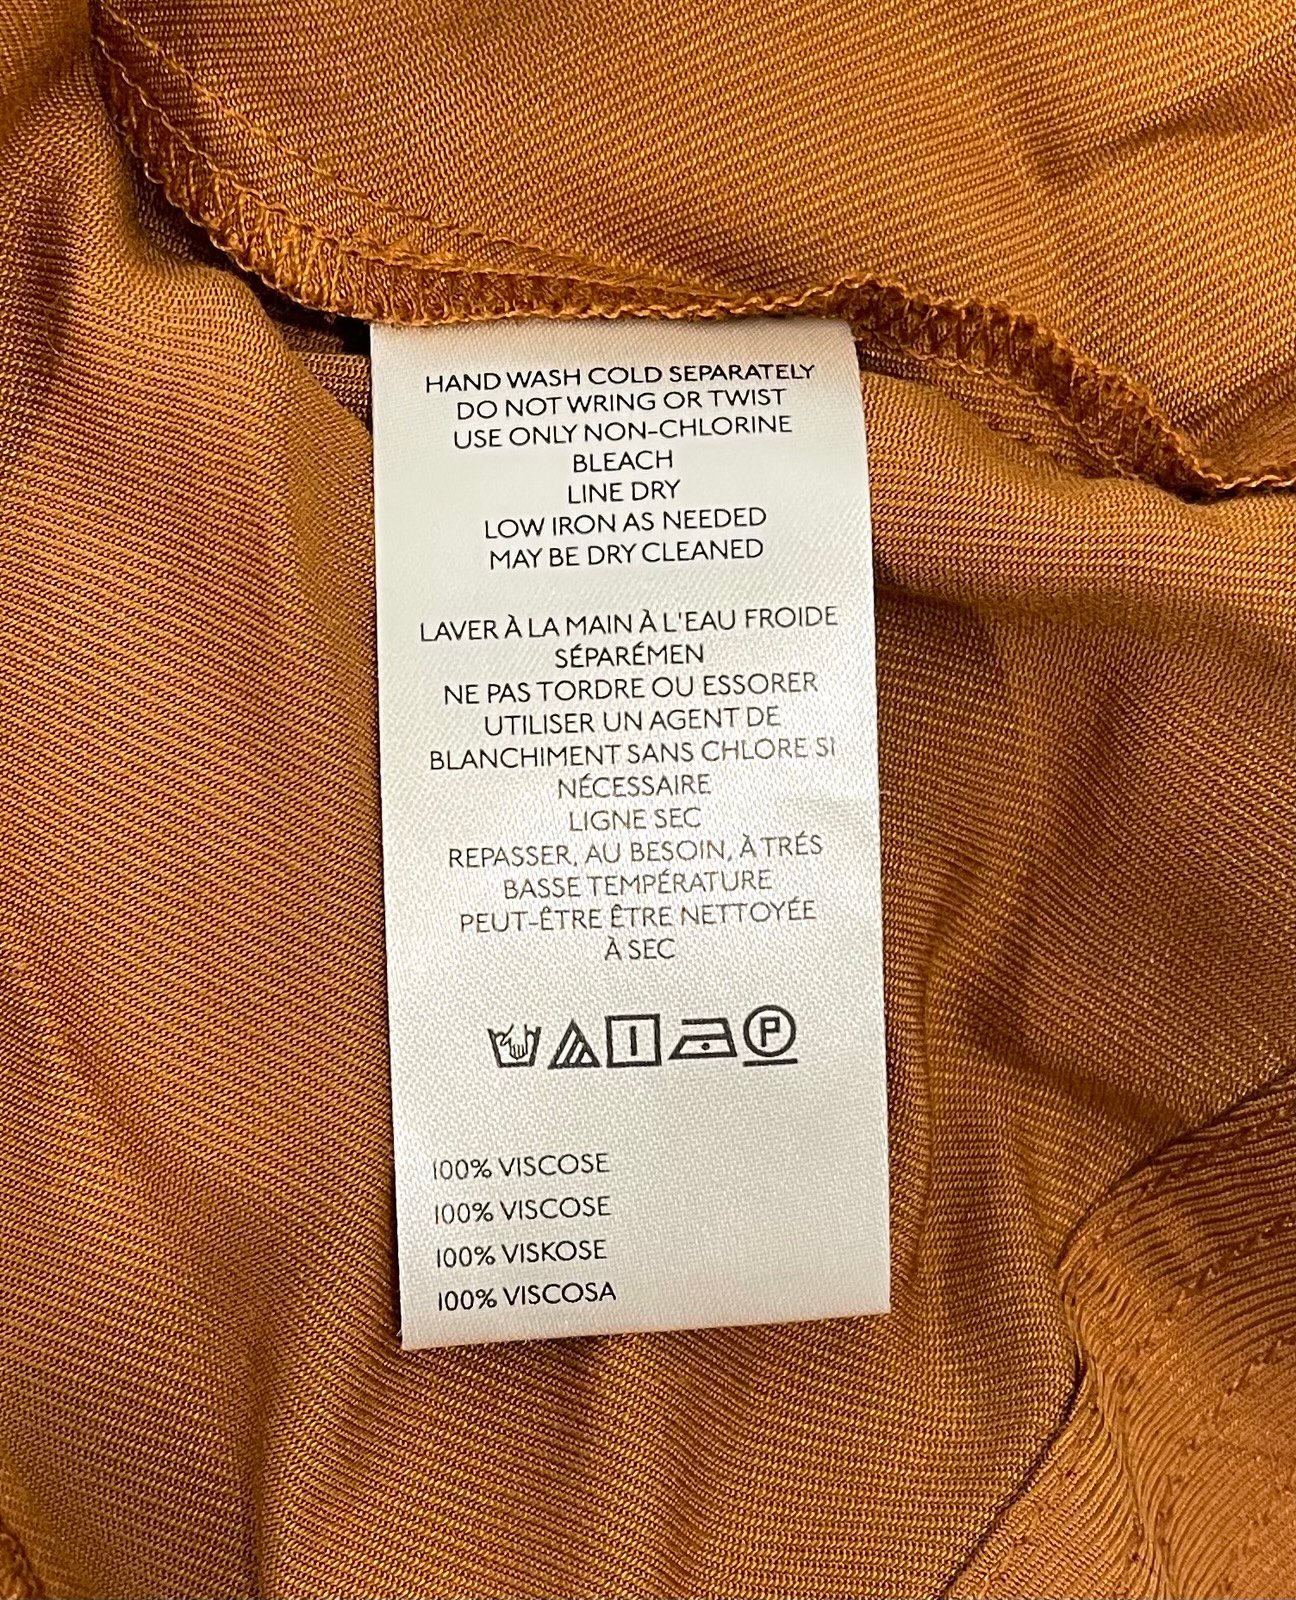 HAND WASH COLD SEPARATELY
DO NOT WRING OR TWIST
USE ONLY NON-CHLORINE
BLEACH
LINE DRY
LOW IRON AS NEEDED
MAY BE DRY CLEANED
LAVER À LA MAIN À L'EAU FROIDE
SÉPARÉMEN
NE PAS TORDRE OU ESSORER
UTILISER UN AGENT DE
BLANCHIMENT SANS CHLORE SI
NÉCESSAIRE
LIGNE SEC
REPASSER, AU BESOIN, À TRÉS
BASSE TEMPÉRATURE
PEUT-ÊTRE ÊTRE NETTOYÉE
À SEC
P
100% VISCOSE
100% VISCOSE
100% VISKOSE
100% VISCOSA